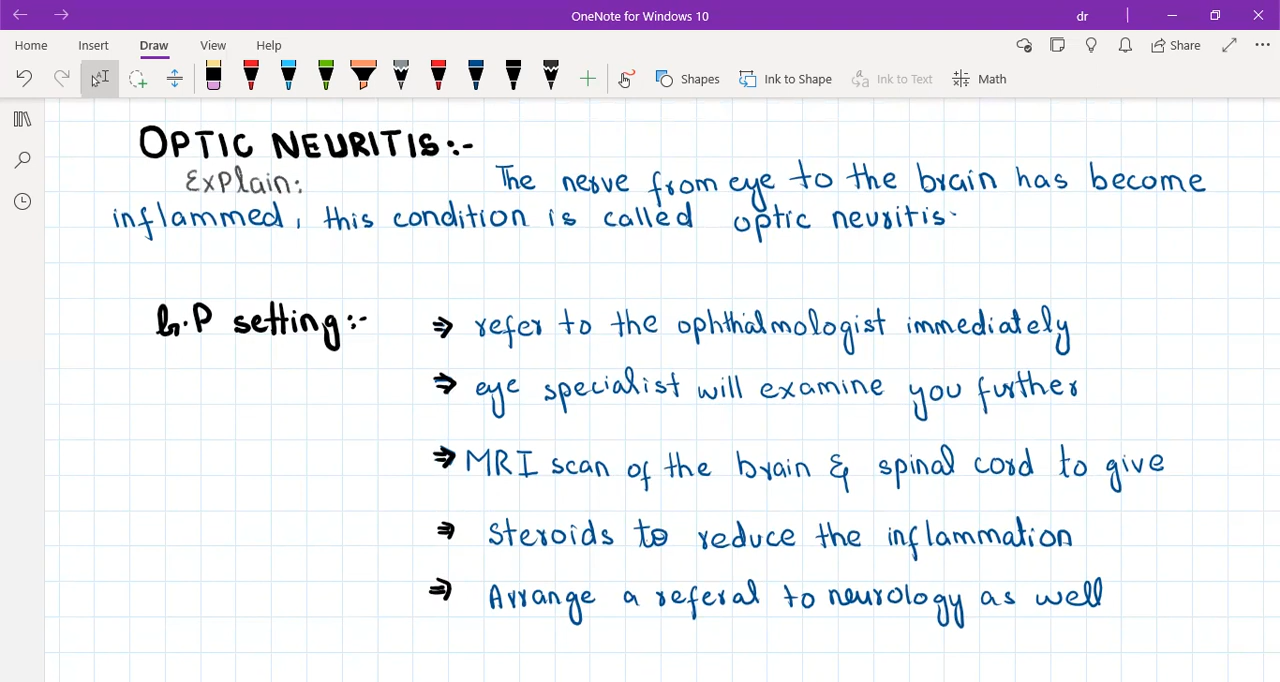 OneNote for Windows 10
dr
Home Insert Draw View Help
Share
Shapes Ink to Shape Ink to Text Math
OPTIC NEURITIS:-
Explain: The nerve from eye to the brain has become
inflammed, this condition is called optic neuritis.
G.P setting:- ⇒ refer to the ophthalmologist immediately
⇒ eye specialist will examine you further
⇒ MRI scan of the brain & spinal cord to give
⇒ Steroids to reduce the inflammation
⇒ Arrange a referal to neurology as well